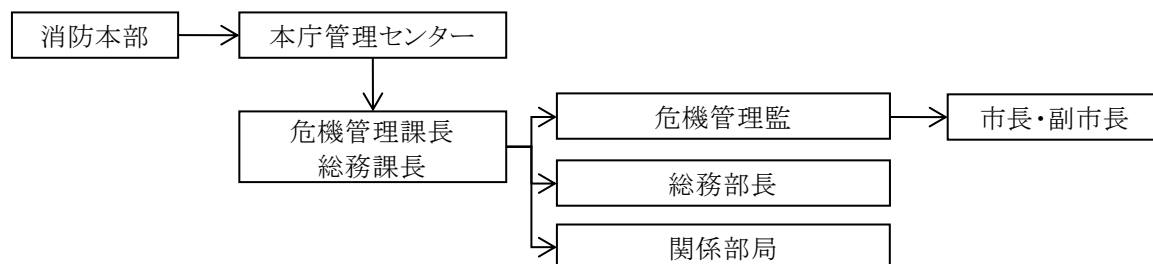 消防本部
本庁管理センター
危機管理課長
総務課長
危機管理監
市長・副市長
総務部長
関係部局